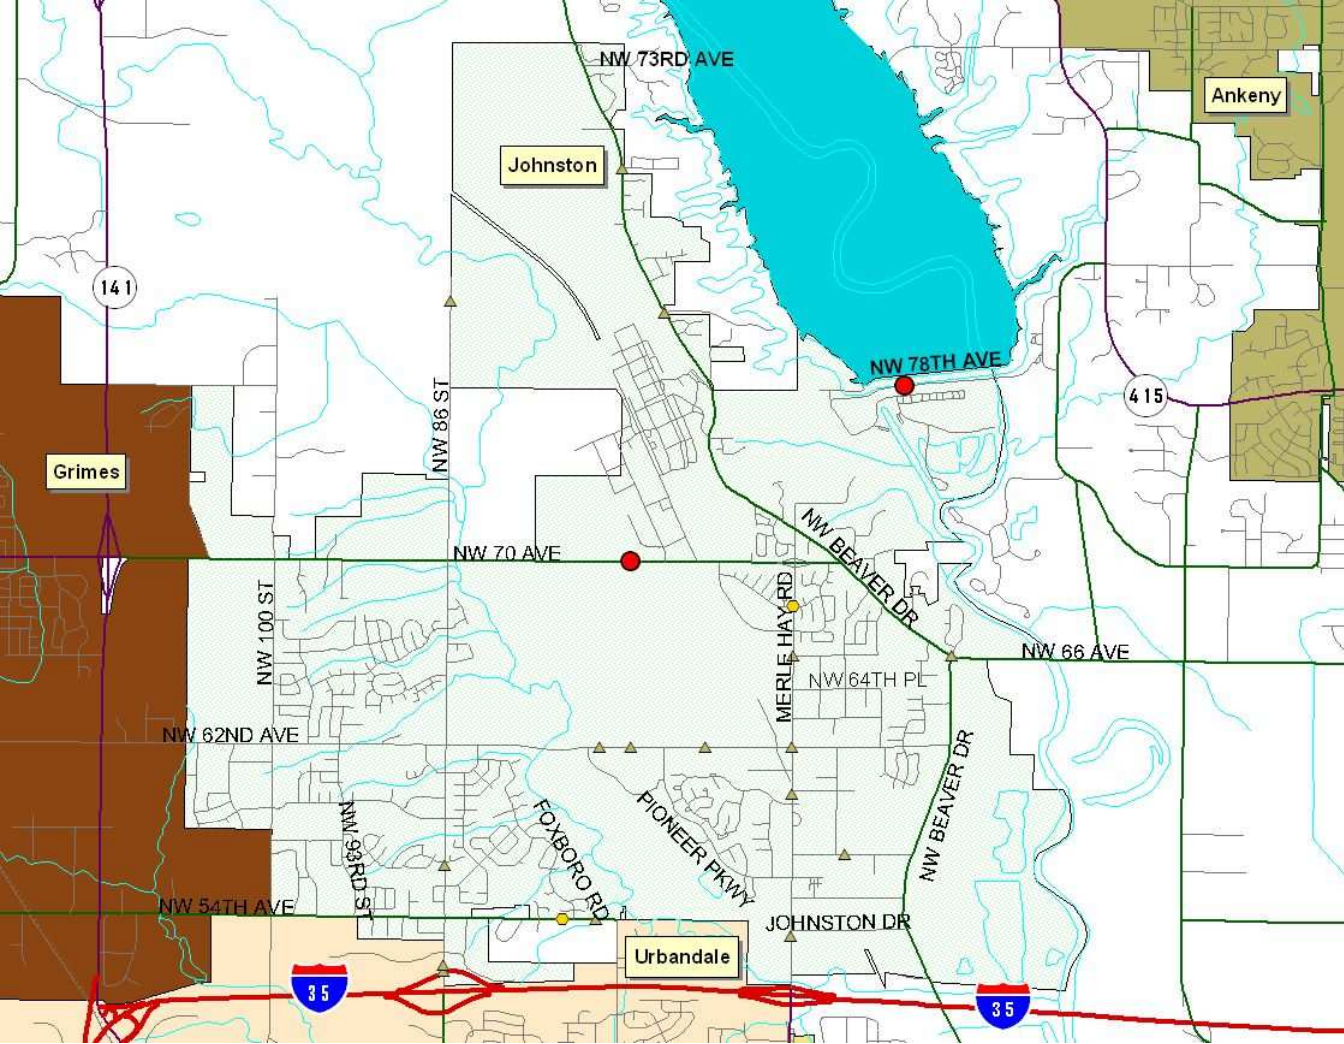 NW 73RD AVE
Ankeny
Johnston
141
NW 78TH AVE
415
NW 86 ST
Grimes
NW BEAVER DR
NW 70 AVE
NW 100 ST
MERLE HAY RD
NW 66 AVE
NW 64TH PL
NW 62ND AVE
NW BEAVER DR
PIONEER PKWY
FOXBORO RD
NW 93RD ST
NW 54TH AVE
JOHNSTON DR
Urbandale
35
35